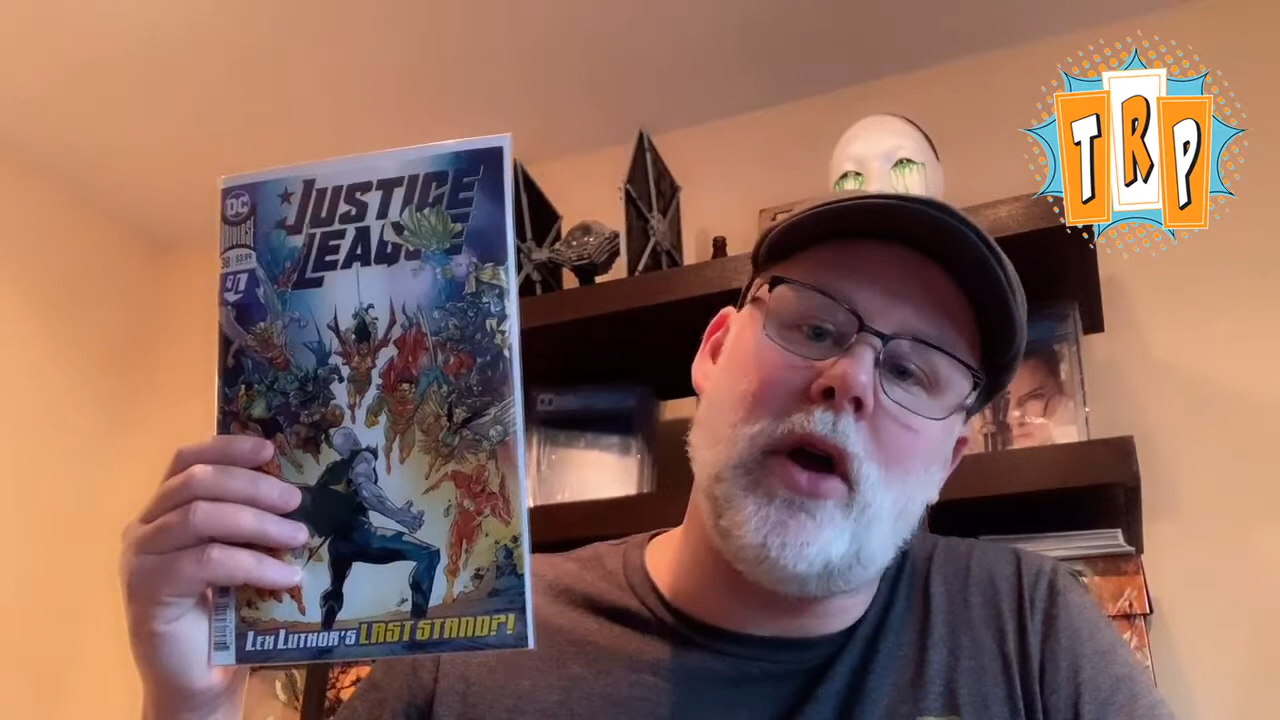 DC
UNIVERSE
38 $3.99
JUSTICE
LEAGUE
LEX LUTHOR'S LAST STAND?!
TRP